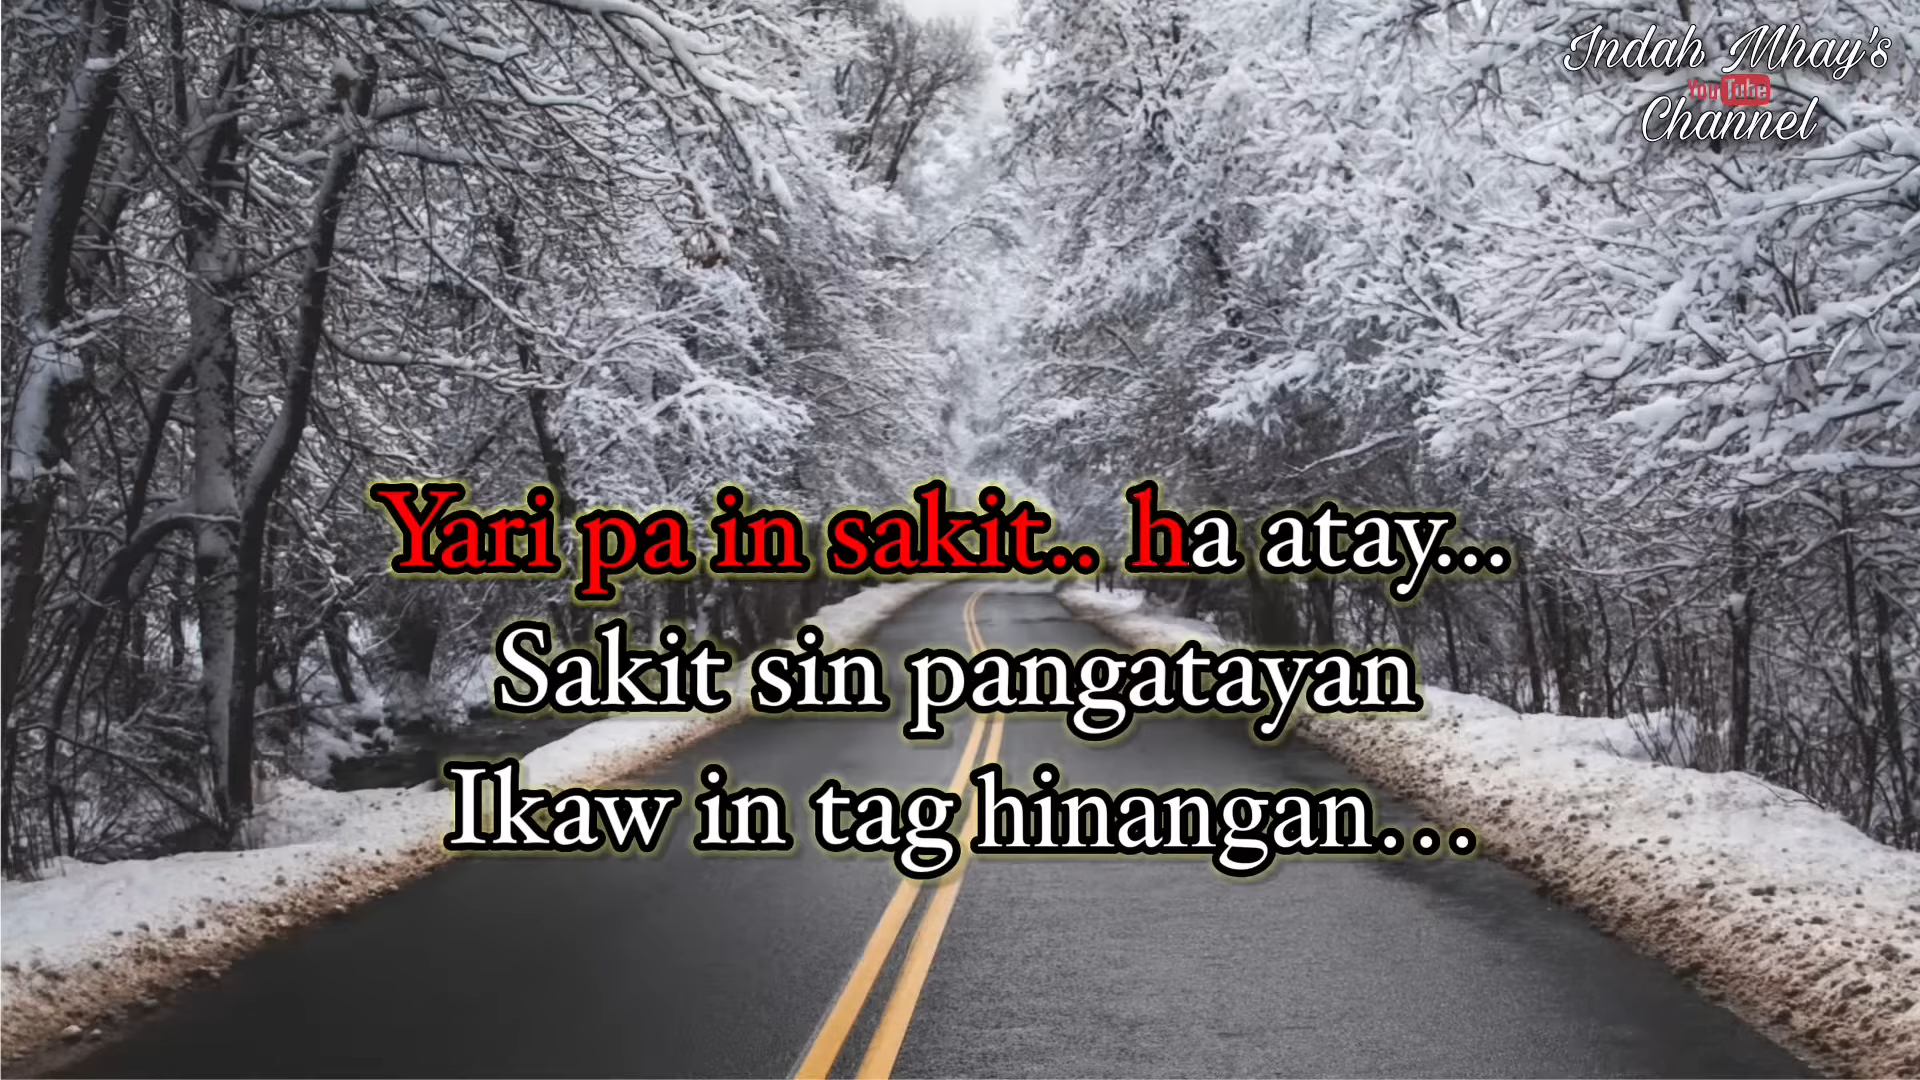 Indah Mhay's
YouTube
Channel
Yari pa in sakit.. ha atay...
Sakit sin pangatayan
Ikaw in tag hinangan...